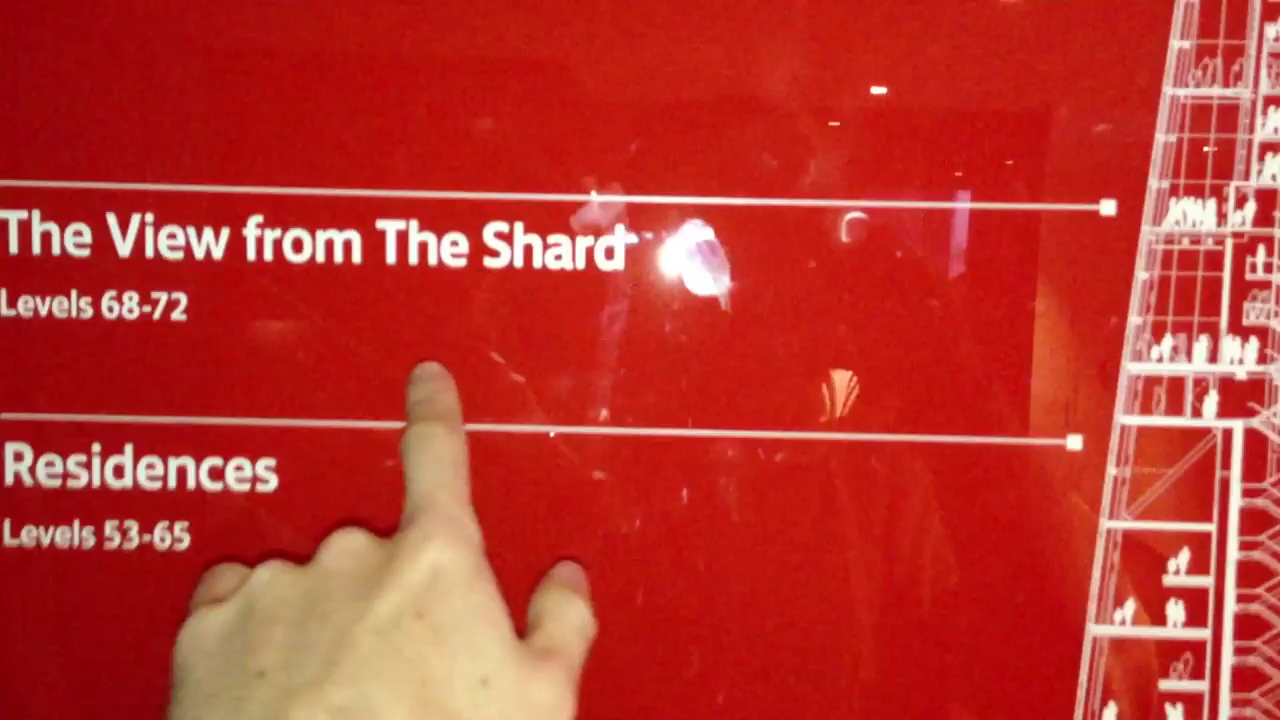 The View from The Shard
Levels 68-72
Residences
Levels 53-65